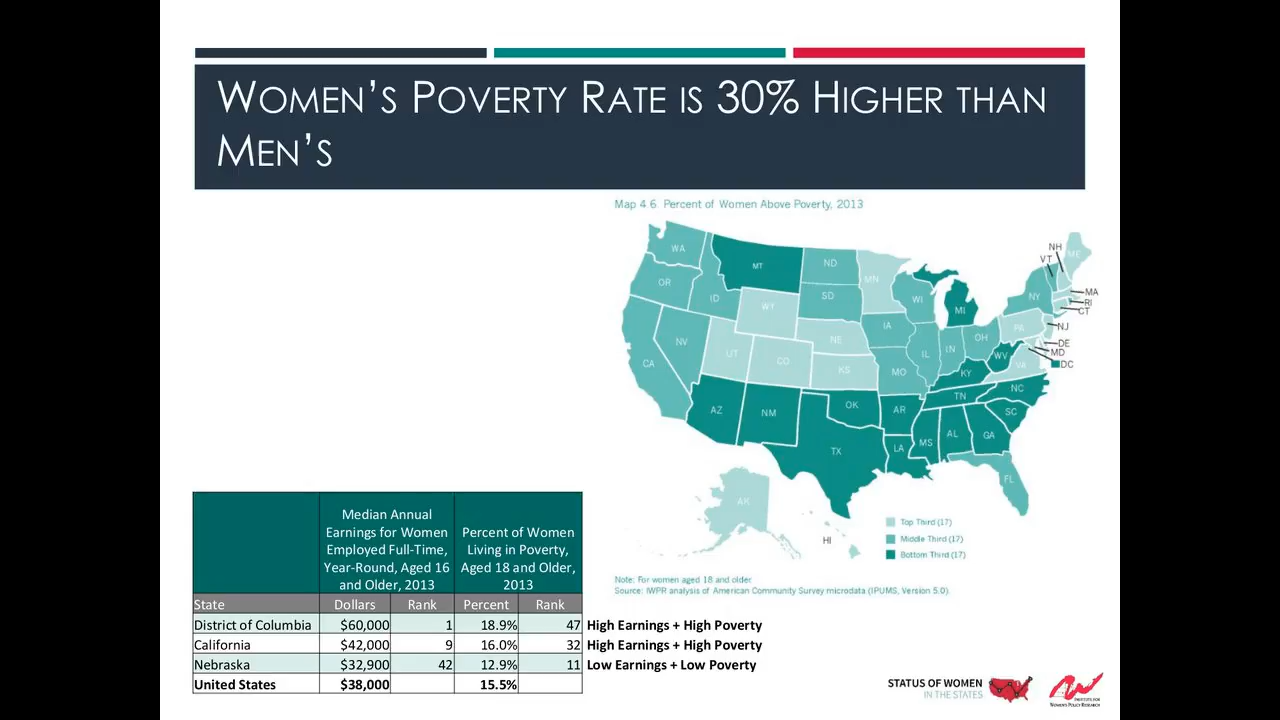 WOMEN'S POVERTY RATE IS 30% HIGHER THAN
MEN'S
Map 4.6. Percent of Women Above Poverty, 2013
WA
MT
ND
MN
OR
ID
WY
SD
WI
MI
NY
VT
NH
ME
MA
RI
CT
NJ
DE
MD
DC
PA
NV
UT
CO
NE
IA
IL
IN
OH
WV
VA
CA
KS
MO
KY
NC
TN
SC
AZ
NM
OK
AR
TX
LA
MS
AL
GA
FL
AK
HI
Top Third (17)
Middle Third (17)
Bottom Third (17)
Note: For women aged 18 and older
Source: IWPR analysis of American Community Survey microdata (IPUMS, Version 5.0).
Median Annual
Earnings for Women
Employed Full-Time,
Year-Round, Aged 16
and Older, 2013
Percent of Women
Living in Poverty,
Aged 18 and Older,
2013
State Dollars Rank Percent Rank
District of Columbia $60,000 1 18.9% 47 High Earnings + High Poverty
California $42,000 9 16.0% 32 High Earnings + High Poverty
Nebraska $32,900 42 12.9% 11 Low Earnings + Low Poverty
United States $38,000 15.5%
STATUS OF WOMEN
IN THE STATES
INSTITUTE FOR
WOMEN'S POLICY RESEARCH